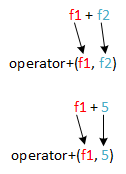 f1 + f2
operator+(f1, f2)
f1 + 5
operator+(f1, 5)